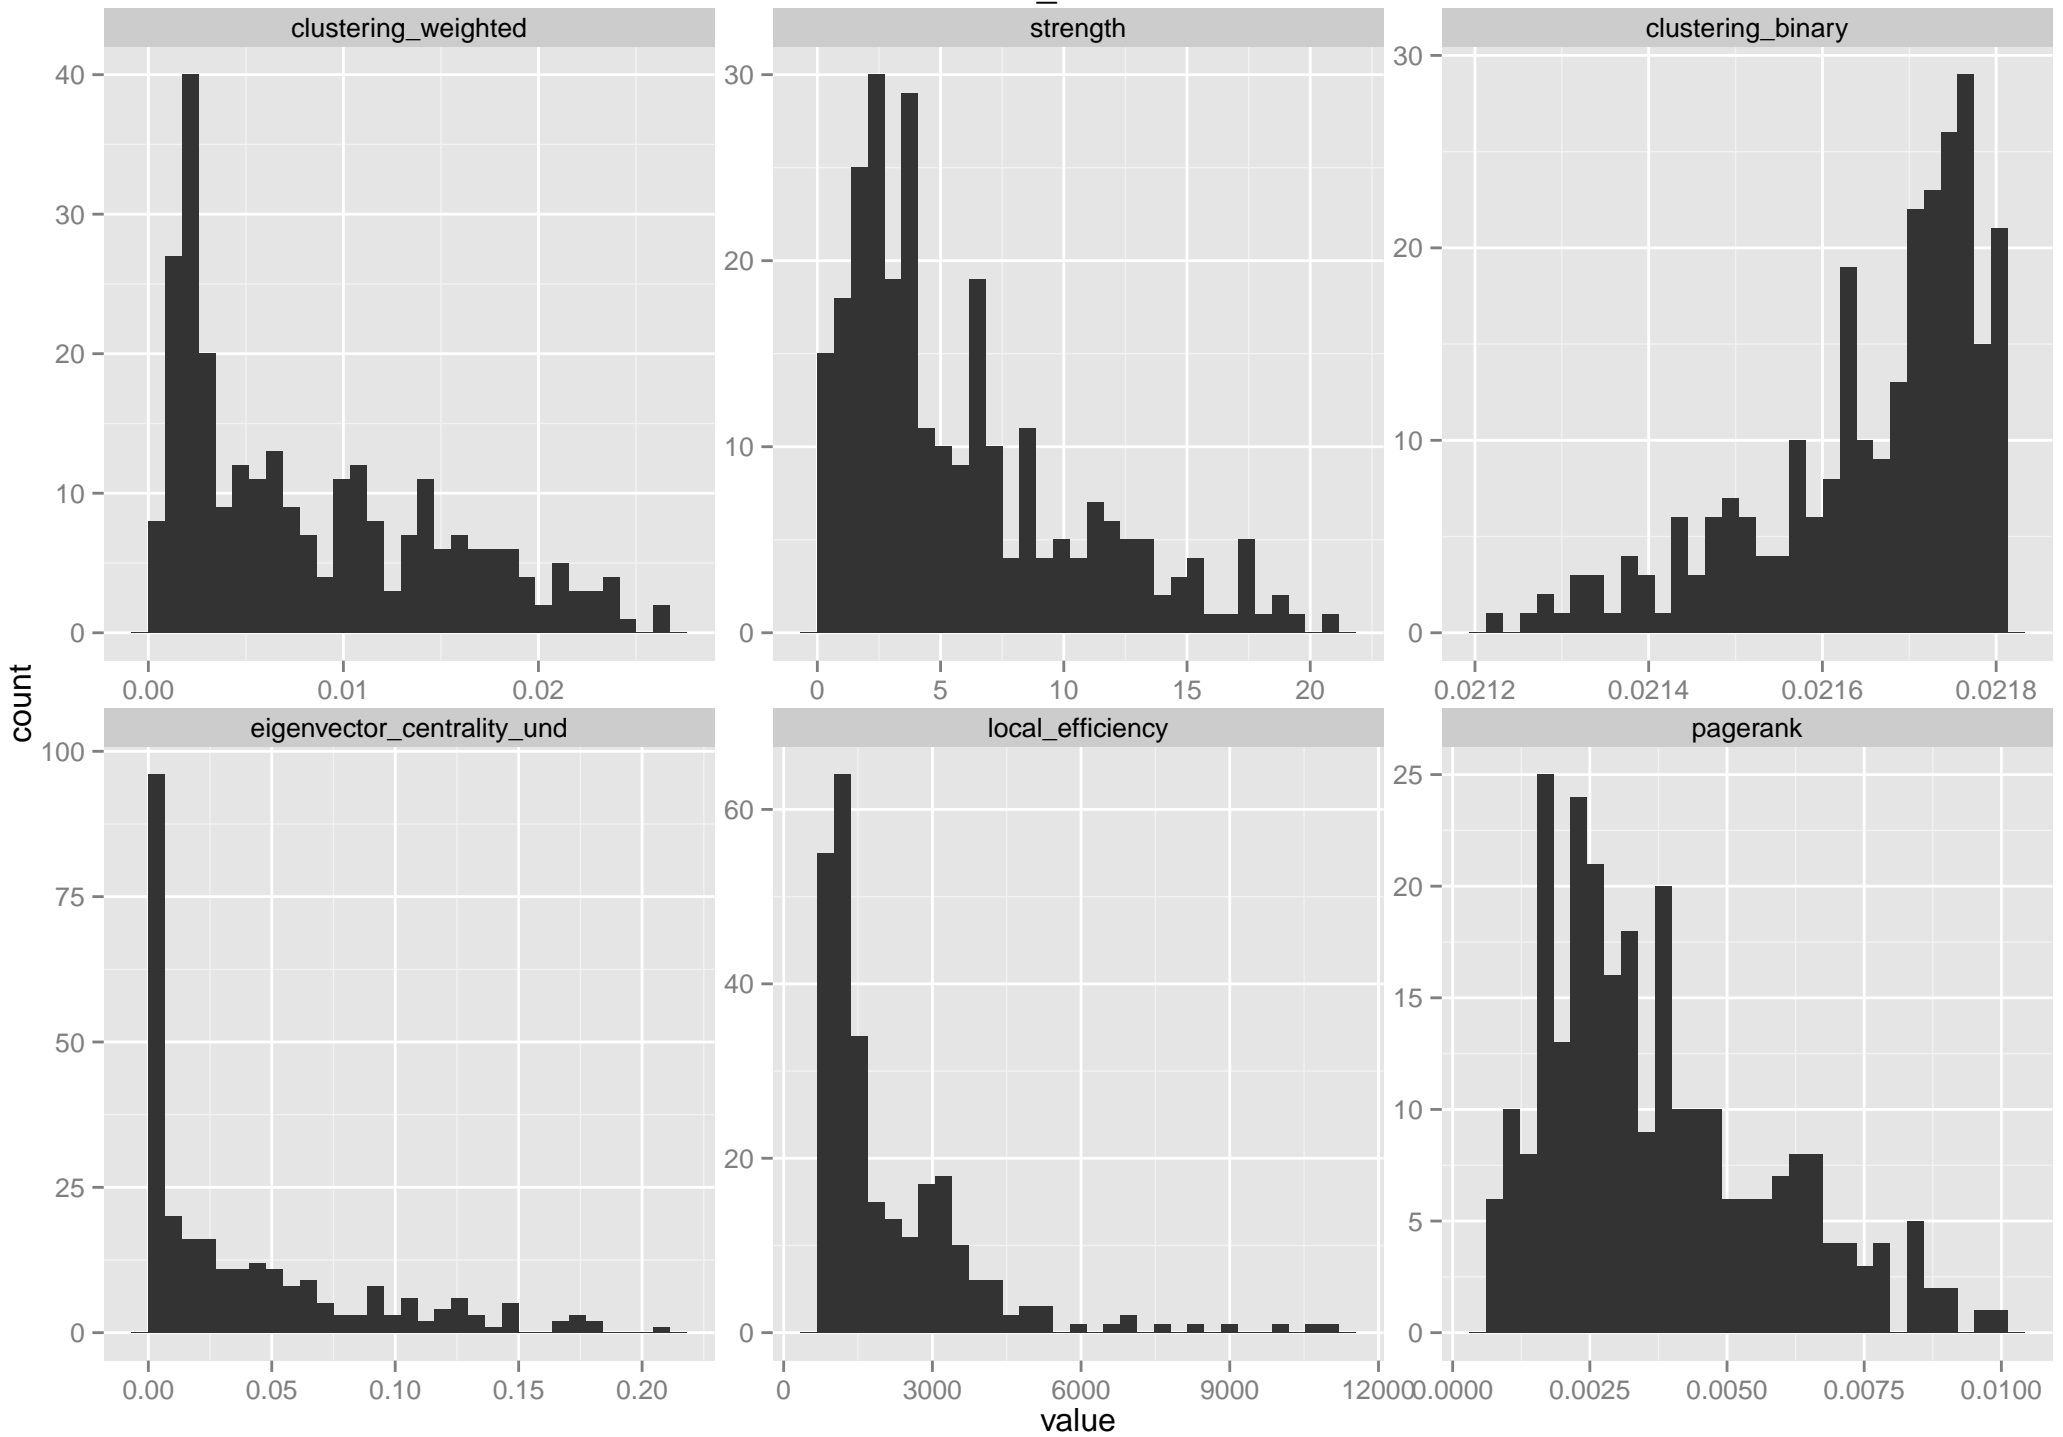 clustering_weighted
strength
clustering_binary
40
30
20
10
0
30
20
10
0
30
20
10
0
0.00 0.01 0.02
0 5 10 15 20
0.0212 0.0214 0.0216 0.0218
count
eigenvector_centrality_und
local_efficiency
pagerank
100
75
50
25
0
60
40
20
0
25
20
15
10
5
0
0.00 0.05 0.10 0.15 0.20
0 3000 6000 9000 12000
0.0000 0.0025 0.0050 0.0075 0.0100
value